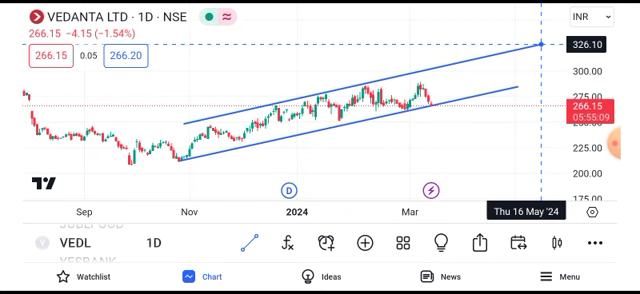 VEDANTA LTD · 1D · NSE
INR
266.15 −4.15 (−1.54%)
266.15 0.05 266.20
326.10
300.00
275.00
266.15
05:55:09
225.00
200.00
175.00
D
Sep Nov 2024 Mar Thu 16 May '24
V VEDL 1D
YESBANK
Watchlist Chart Ideas News Menu